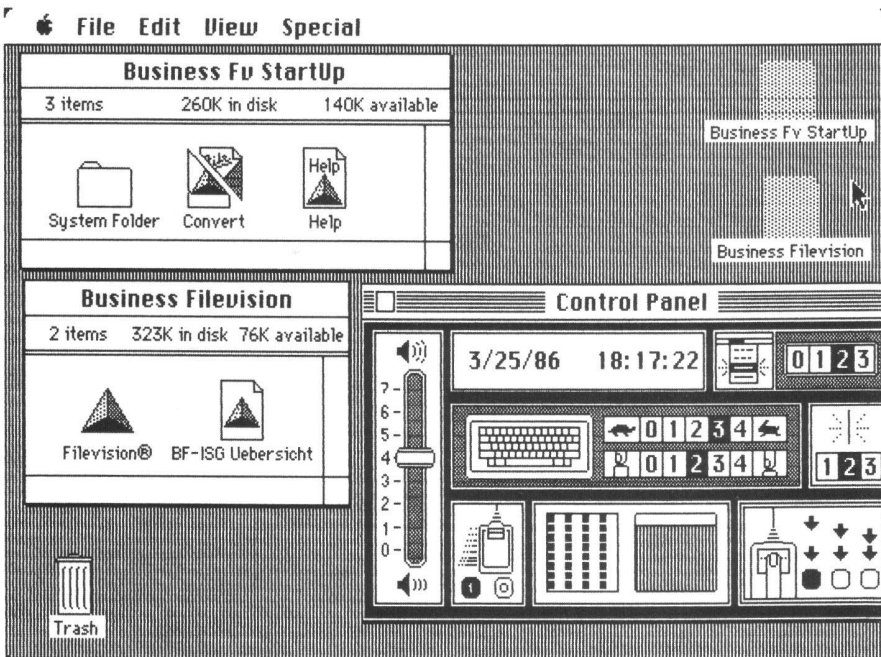 File Edit View Special
Business Fv StartUp
3 items 260K in disk 140K available
System Folder Convert Help
Help
Business Fv StartUp
Business Filevision
Business Filevision
2 items 323K in disk 76K available
Filevision® BF-ISG Uebersicht
Trash
Control Panel
3/25/86 18:17:22
0 1 2 3
7-
6-
5-
4
3-
2-
1-
0-
0 1 2 3 4
0 1 2 3 4
1 2 3
1 0